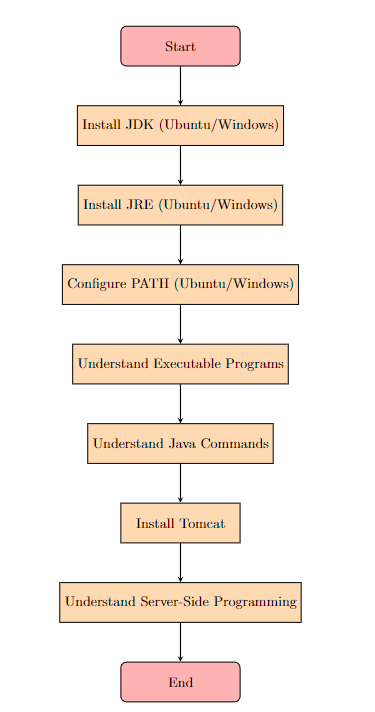 Start
Install JDK (Ubuntu/Windows)
Install JRE (Ubuntu/Windows)
Configure PATH (Ubuntu/Windows)
Understand Executable Programs
Understand Java Commands
Install Tomcat
Understand Server-Side Programming
End